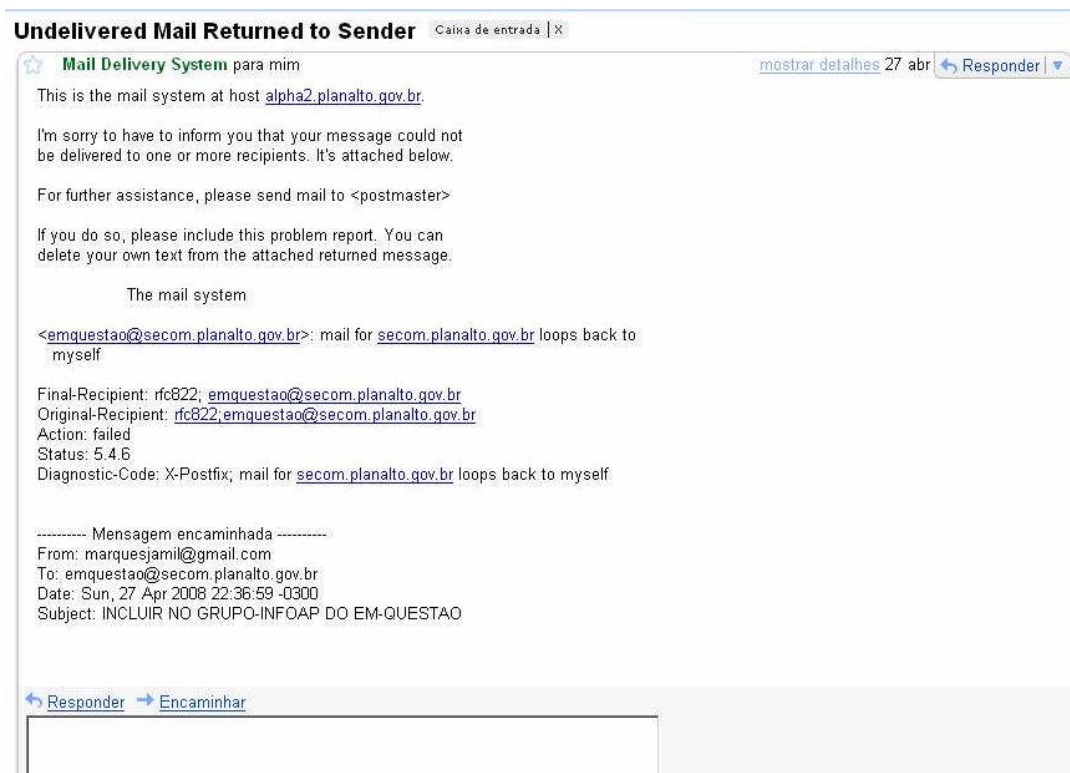 Undelivered Mail Returned to Sender Caixa de entrada | X
Mail Delivery System para mim mostrar detalhes 27 abr Responder
This is the mail system at host alpha2.planalto.gov.br.
I'm sorry to have to inform you that your message could not
be delivered to one or more recipients. It's attached below.
For further assistance, please send mail to <postmaster>
If you do so, please include this problem report. You can
delete your own text from the attached returned message.
The mail system
<emquestao@secom.planalto.gov.br>: mail for secom.planalto.gov.br loops back to
myself
Final-Recipient: rfc822; emquestao@secom.planalto.gov.br
Original-Recipient: rfc822;emquestao@secom.planalto.gov.br
Action: failed
Status: 5.4.6
Diagnostic-Code: X-Postfix; mail for secom.planalto.gov.br loops back to myself
---------- Mensagem encaminhada ----------
From: marquesjamil@gmail.com
To: emquestao@secom.planalto.gov.br
Date: Sun, 27 Apr 2008 22:36:59 -0300
Subject: INCLUIR NO GRUPO-INFOAP DO EM-QUESTAO
Responder Encaminhar